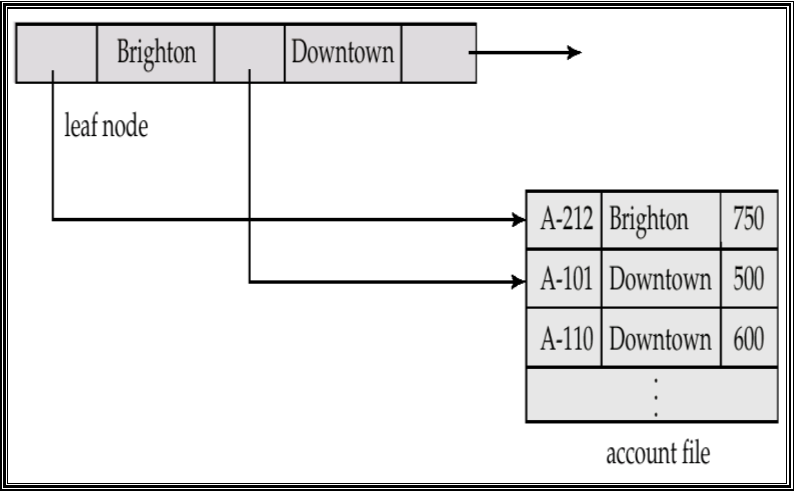 Brighton Downtown
leaf node
A-212 Brighton 750
A-101 Downtown 500
A-110 Downtown 600
⋮
account file